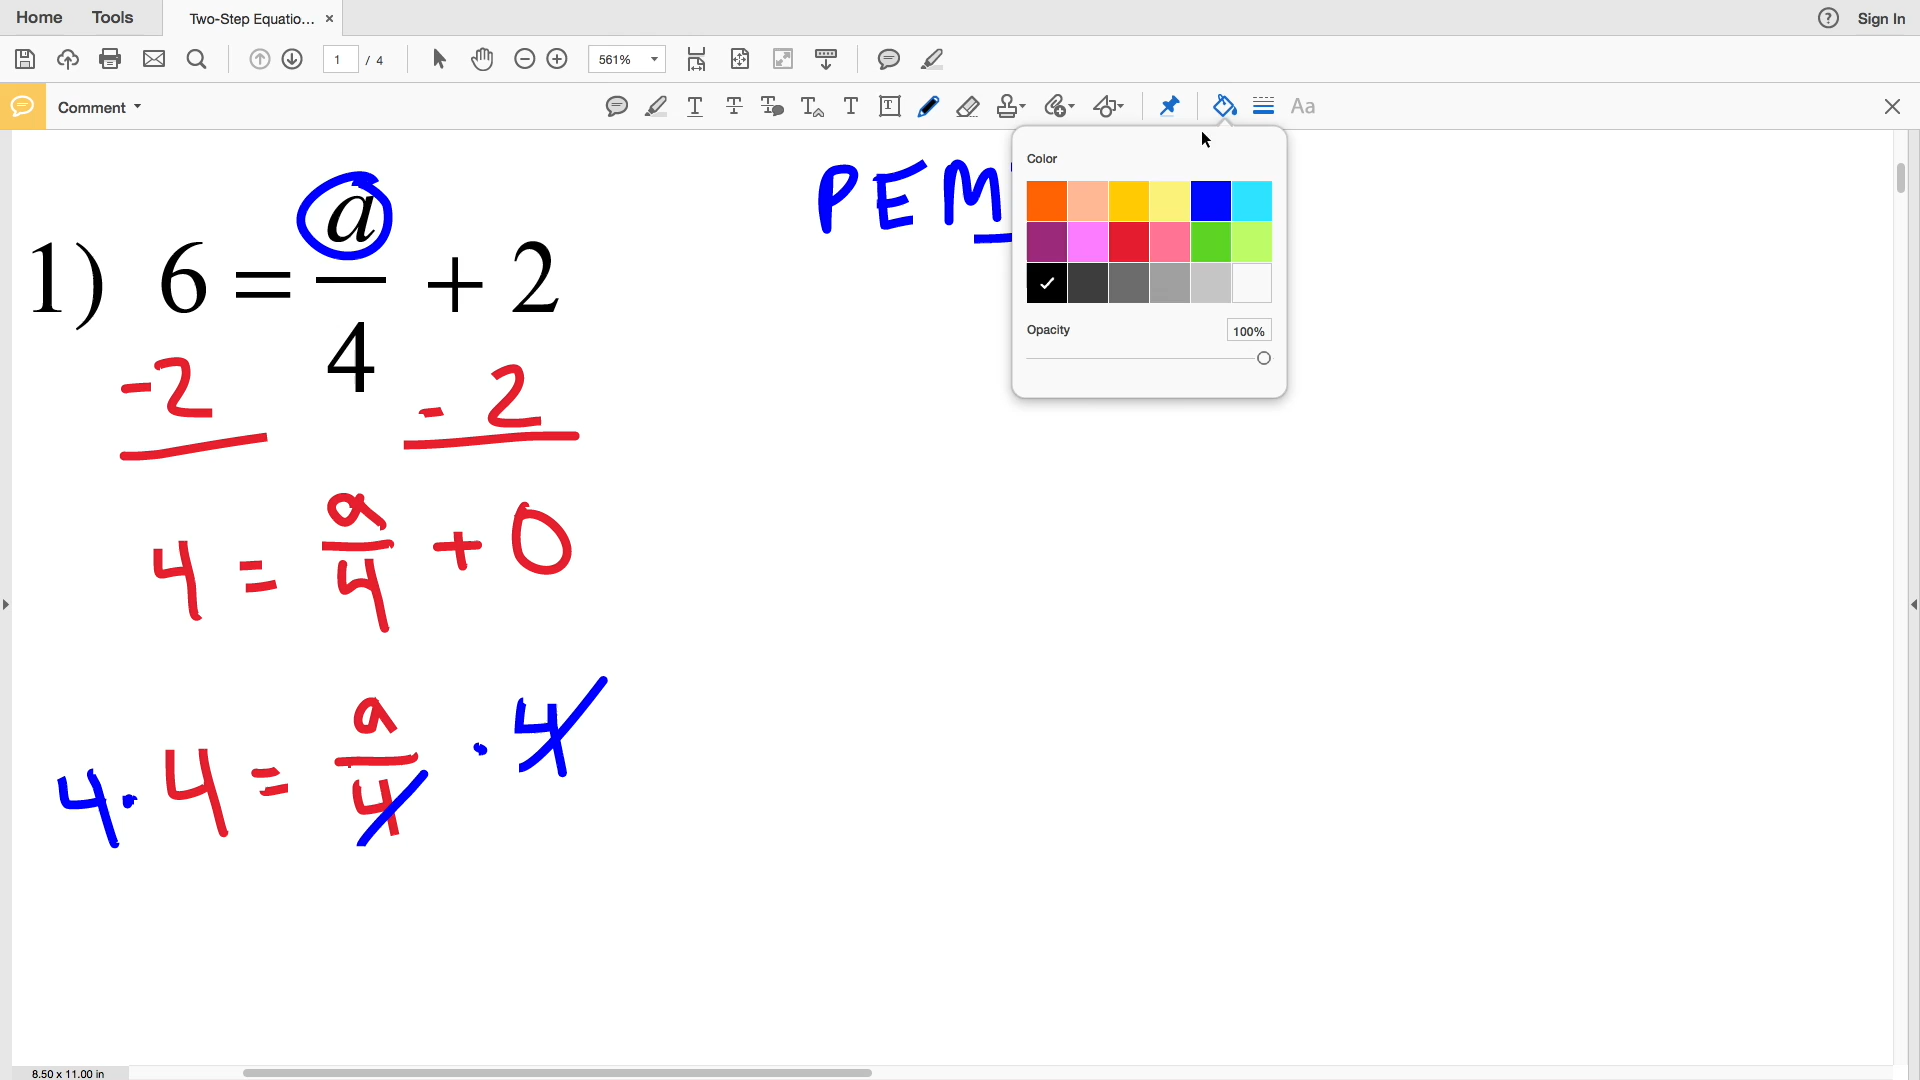 Home Tools Two-Step Equatio... × ? Sign In
1 / 4 561%
Comment T T T T T T Aa
PEM
Color
1) 6 = a/4 + 2
Opacity 100%
-2 - 2
4 = a/4 + 0
4 · 4 = a/4 · 4
8.50 x 11.00 in